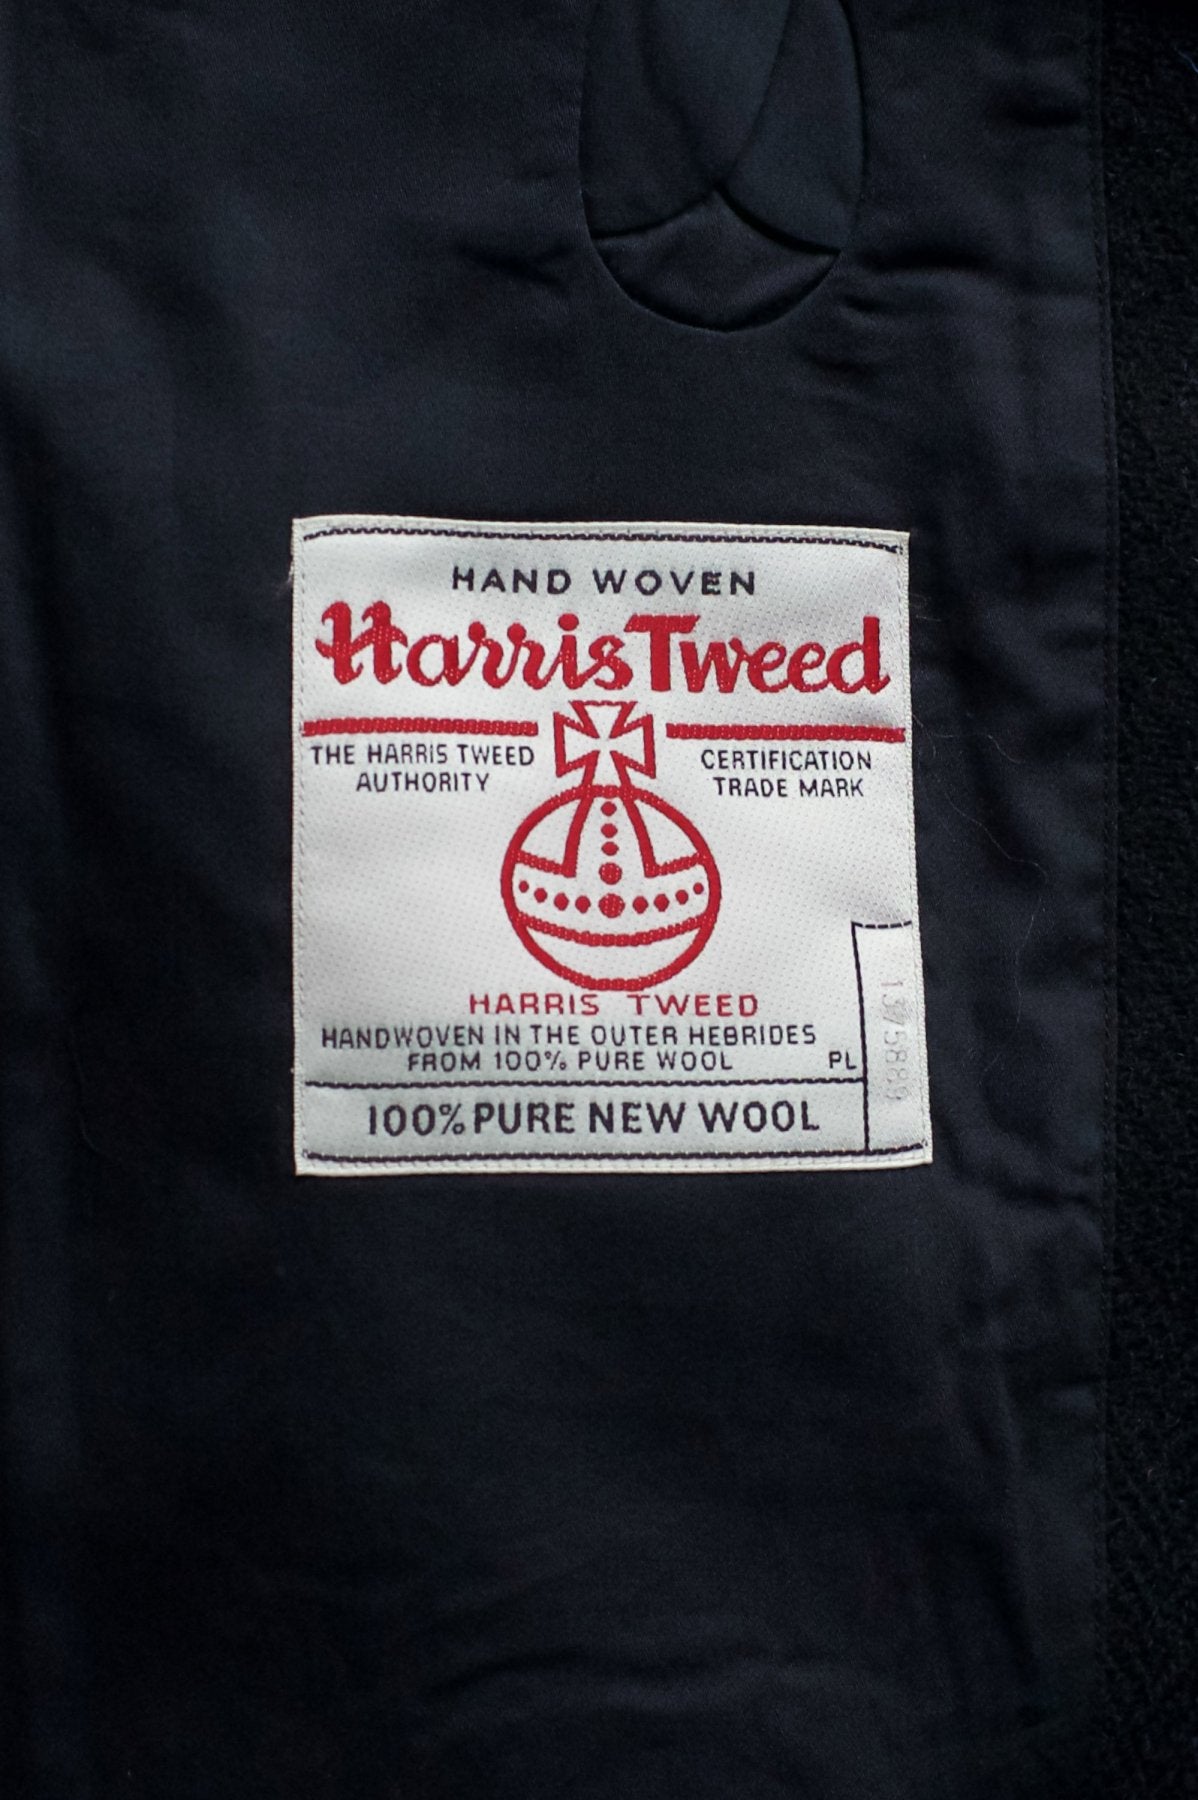 HAND WOVEN
Harris Tweed
THE HARRIS TWEED
AUTHORITY
CERTIFICATION
TRADE MARK
HARRIS TWEED
HANDWOVEN IN THE OUTER HEBRIDES
FROM 100% PURE WOOL
PL
100% PURE NEW WOOL